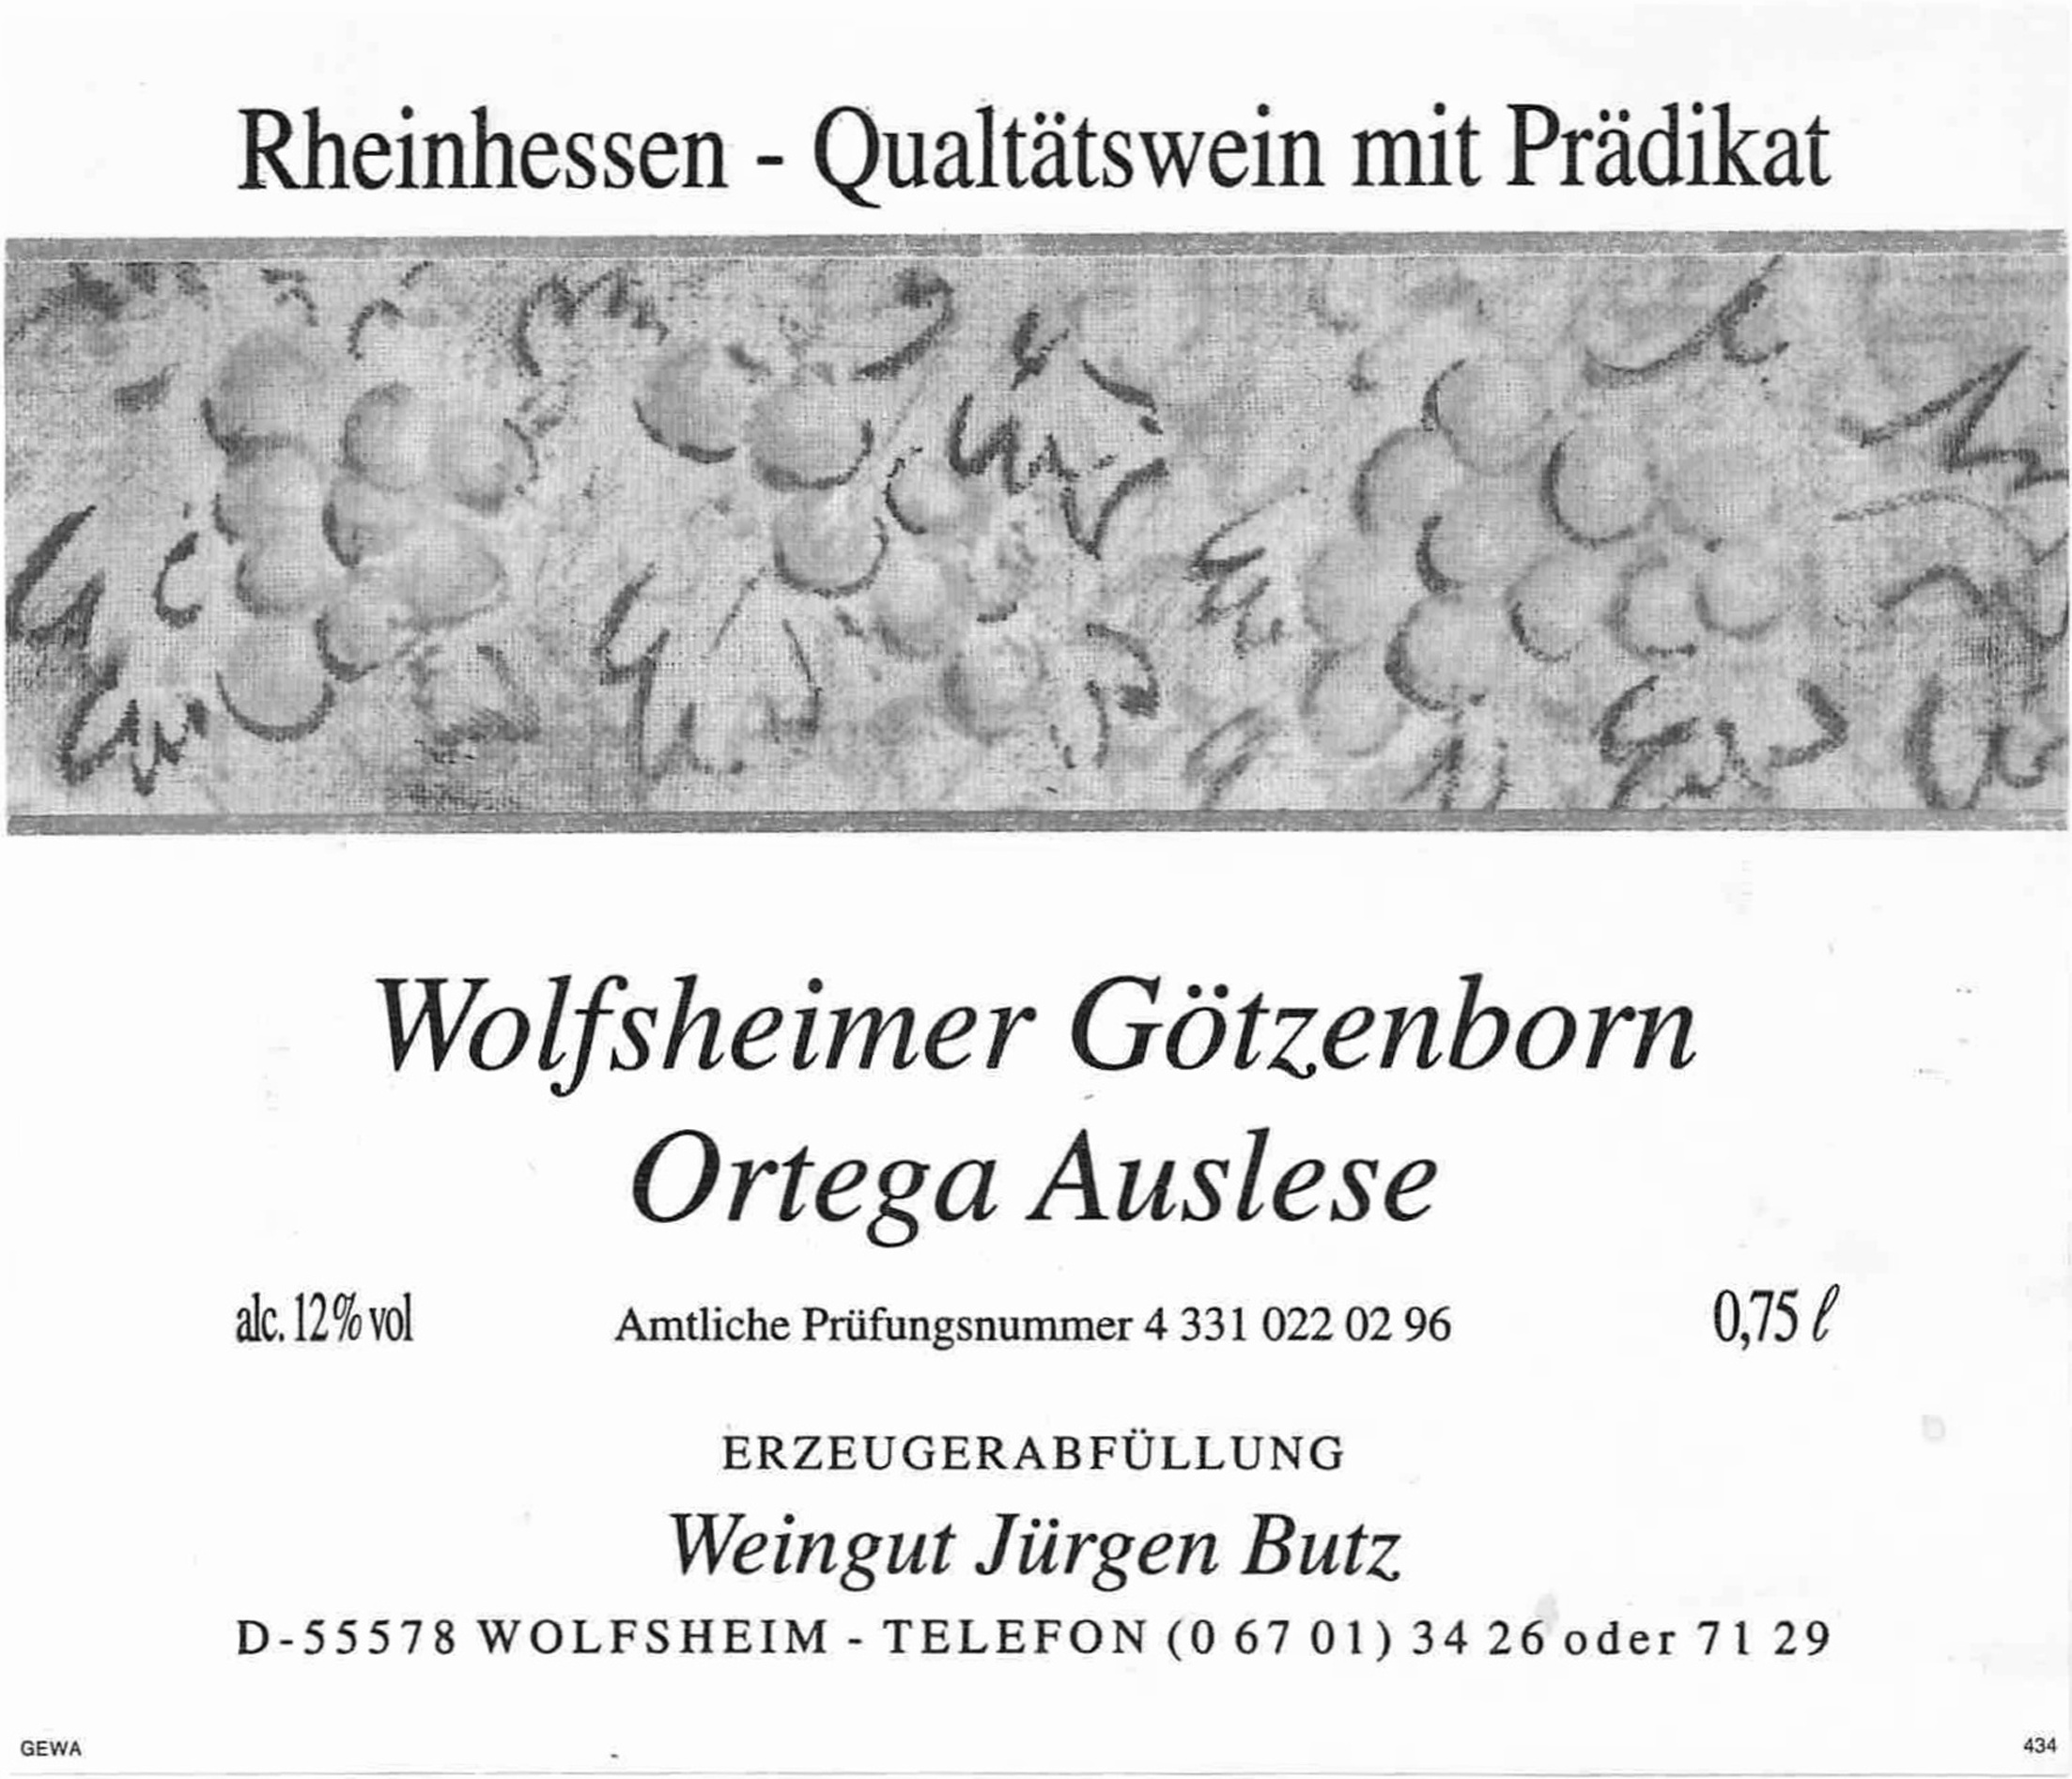 Rheinhessen - Qualtätswein mit Prädikat
Wolfsheimer Götzenborn
Ortega Auslese
alc. 12% vol Amtliche Prüfungsnummer 4 331 022 02 96 0,75 ℓ
ERZEUGERABFÜLLUNG
Weingut Jürgen Butz
D-55578 WOLFSHEIM - TELEFON (0 67 01) 34 26 oder 71 29
GEWA 434